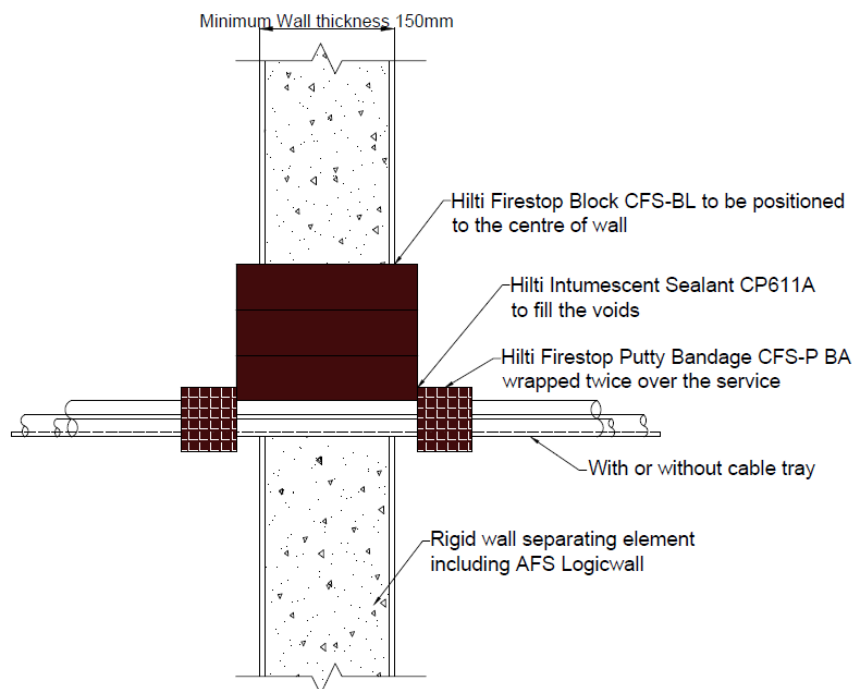 Minimum Wall thickness 150mm
Hilti Firestop Block CFS-BL to be positioned
to the centre of wall
Hilti Intumescent Sealant CP611A
to fill the voids
Hilti Firestop Putty Bandage CFS-P BA
wrapped twice over the service
With or without cable tray
Rigid wall separating element
including AFS Logicwall